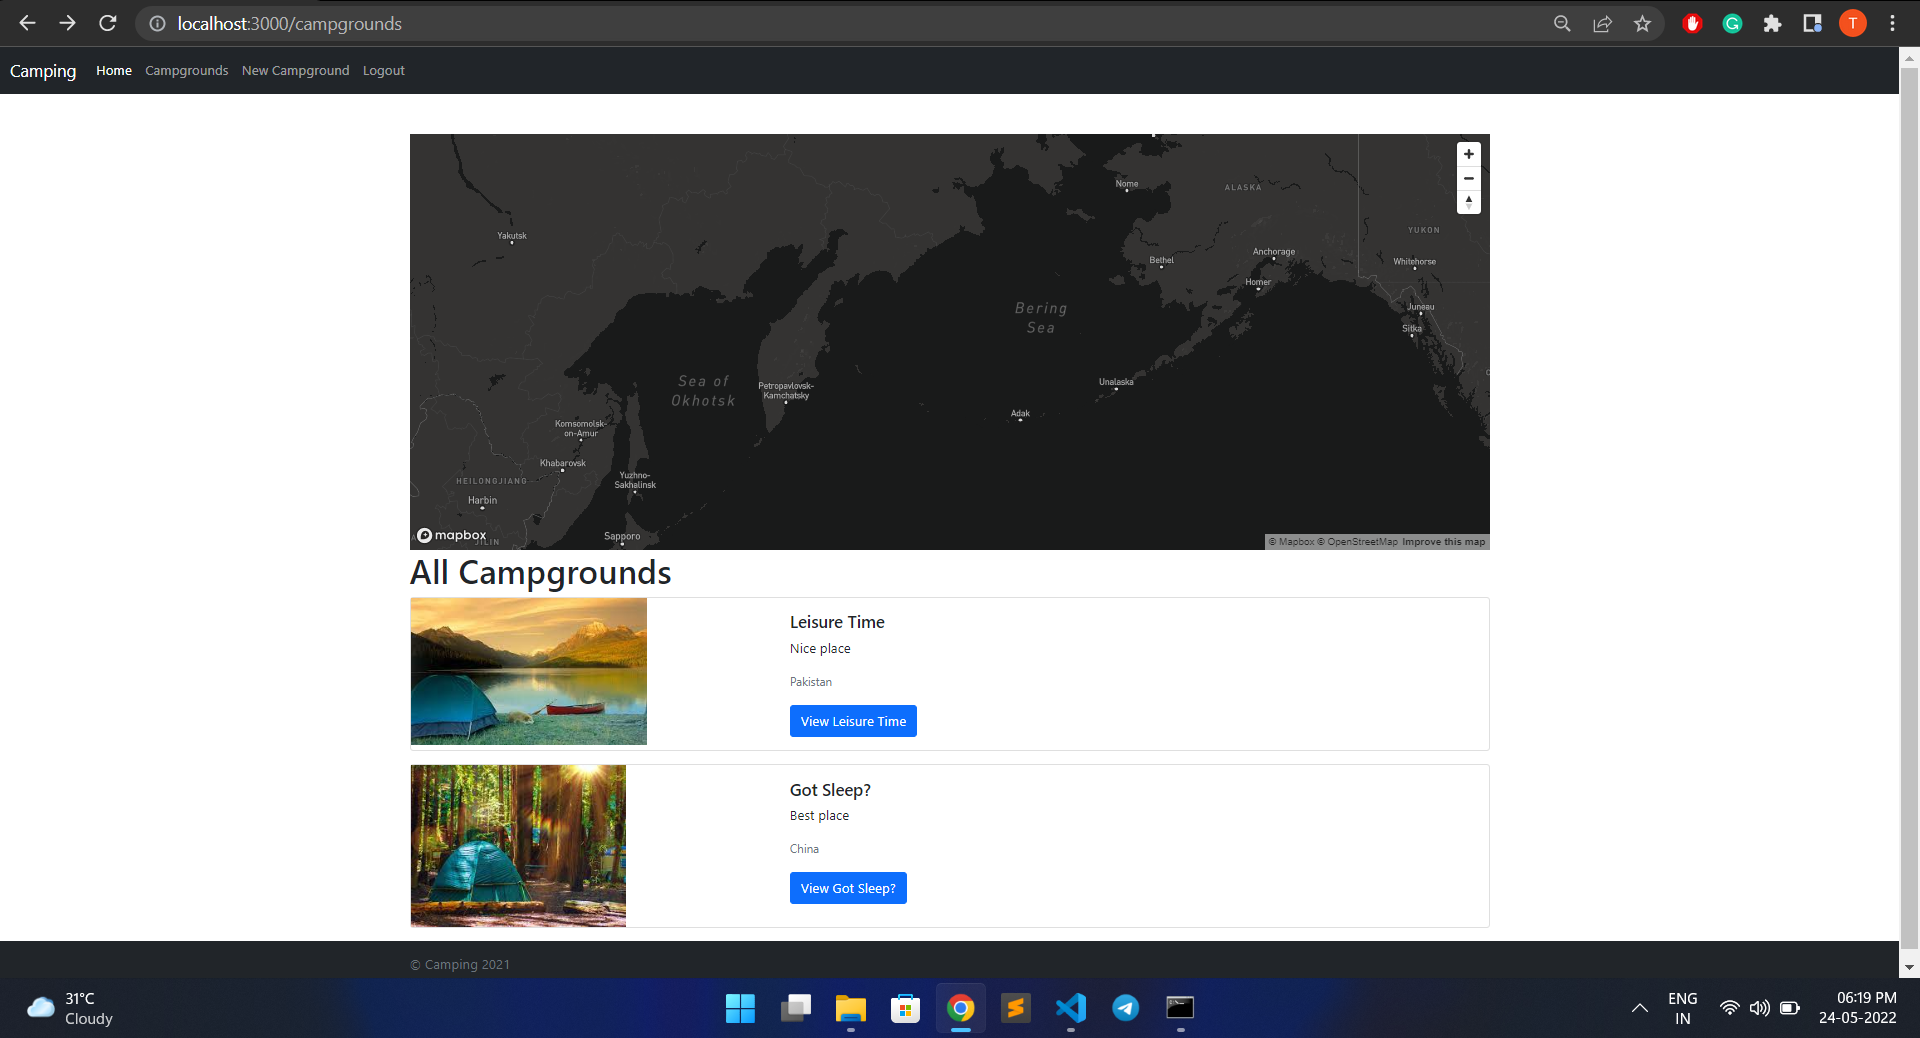 localhost:3000/campgrounds
T
Camping Home Campgrounds New Campground Logout
Nome
ALASKA
Yakutsk
YUKON
Anchorage
Bethel
Whitehorse
Homer
Bering
Sea
Juneau
Sitka
Sea of
Okhotsk
Petropavlovsk-
Kamchatsky
Unalaska
Adak
Komsomolsk-
on-Amur
Khabarovsk
HEILONGJIANG
Yuzhno-
Sakhalinsk
Harbin
mapbox
JILIN
Sapporo
© Mapbox © OpenStreetMap Improve this map
All Campgrounds
Leisure Time
Nice place
Pakistan
View Leisure Time
Got Sleep?
Best place
China
View Got Sleep?
© Camping 2021
31°C
Cloudy
ENG
IN
06:19 PM
24-05-2022